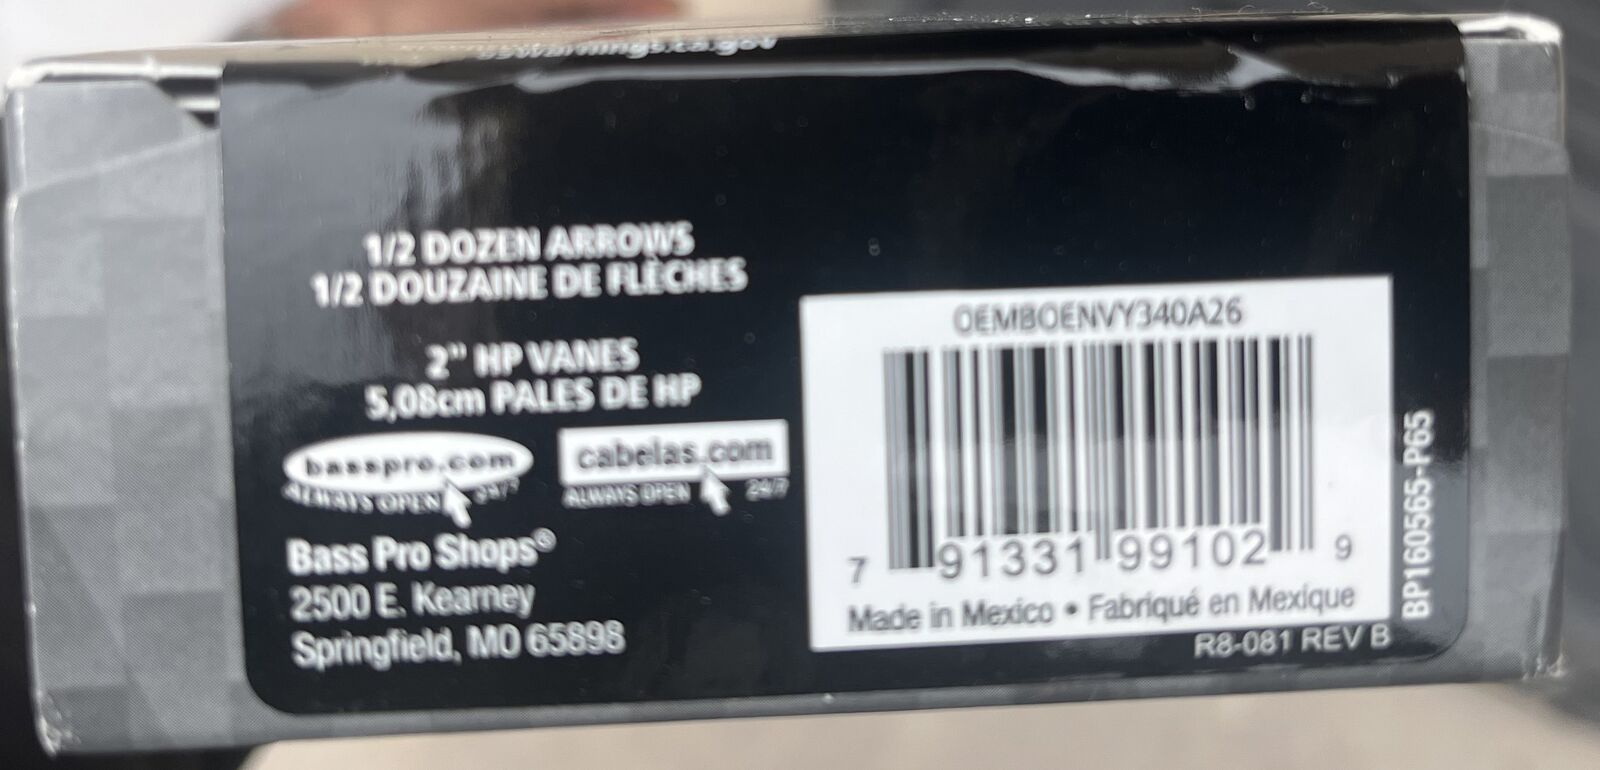 1/2 DOZEN ARROWS
1/2 DOUZAINE DE FLÈCHES
2" HP VANES
5,08cm PALES DE HP
basspro.com
ALWAYS OPEN 24/7
cabelas.com
ALWAYS OPEN 24/7
Bass Pro Shops®
2500 E. Kearney
Springfield, MO 65898
OEMBOENVY340A26
7 91331 99102 9
Made in Mexico • Fabriqué en Mexique
R8-081 REV B
BP160565-P65